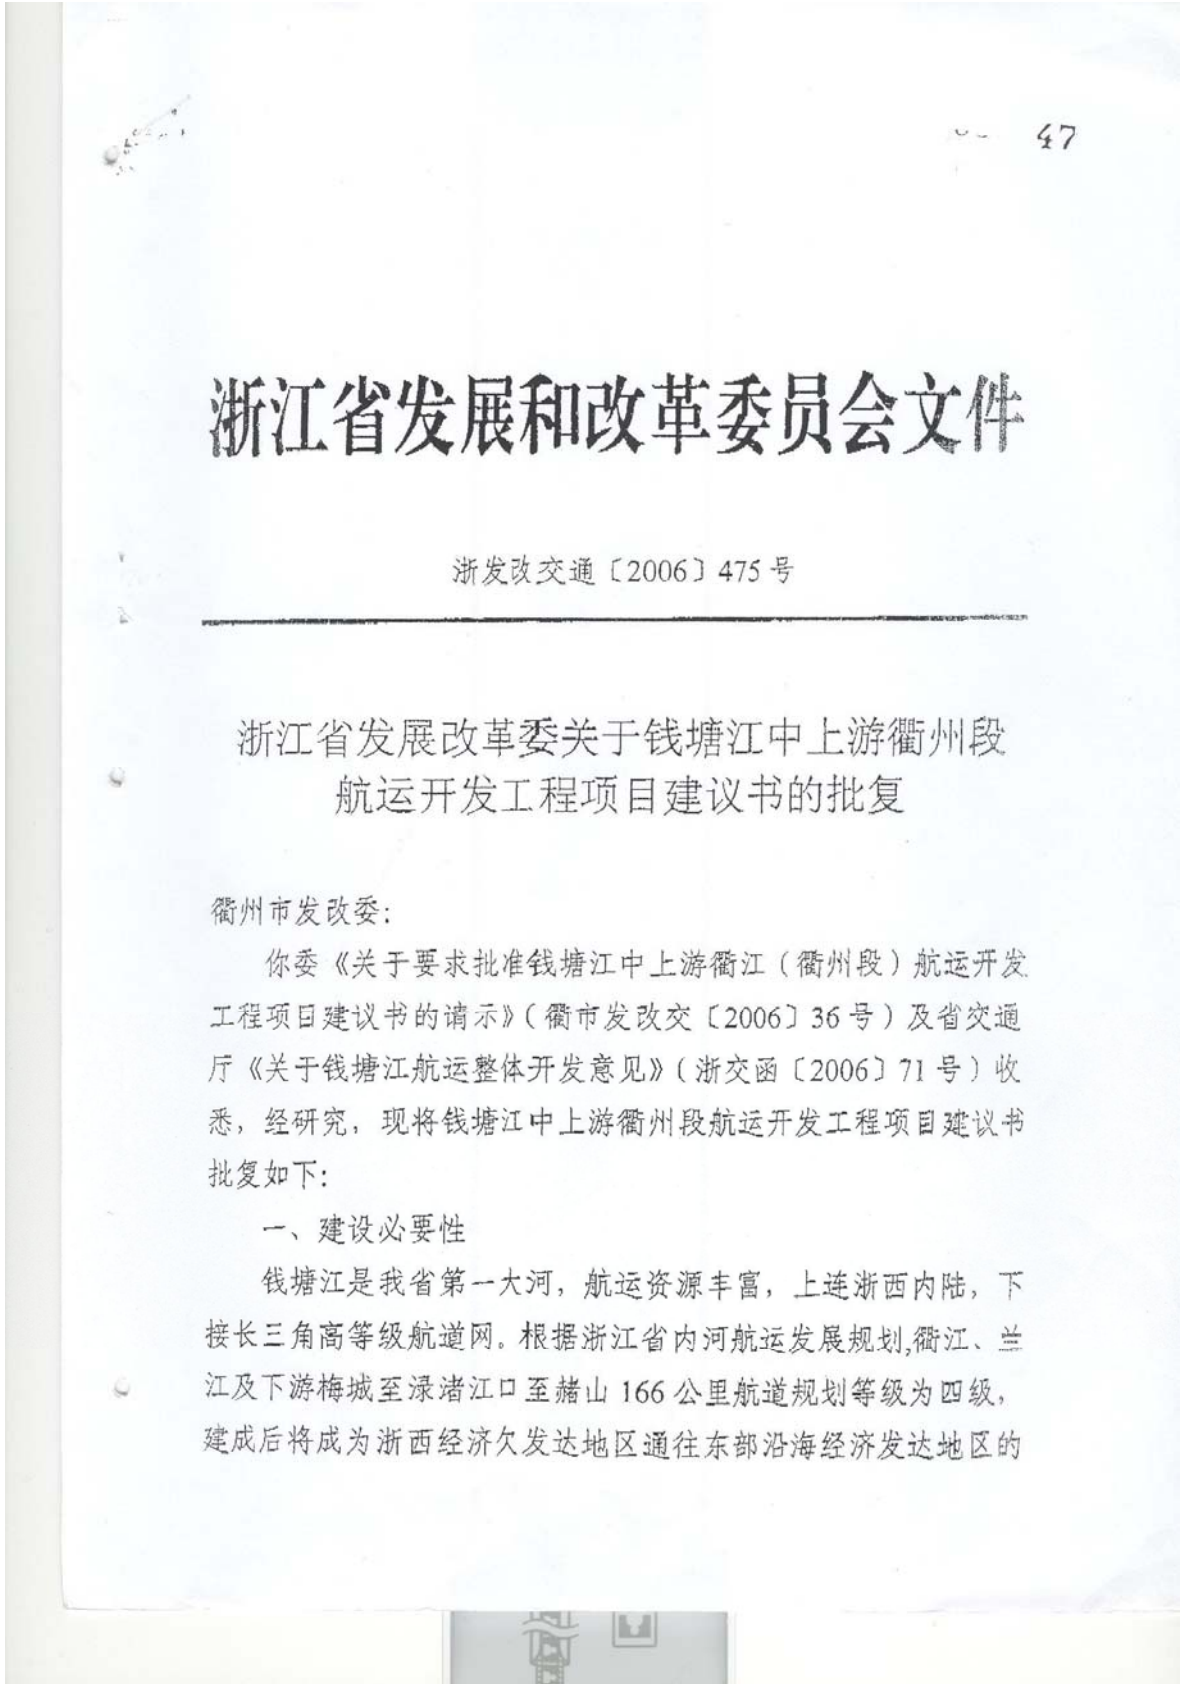 47
浙江省发展和改革委员会文件
浙发改交通〔2006〕475号
浙江省发展改革委关于钱塘江中上游衢州段
航运开发工程项目建议书的批复
衢州市发改委:
你委《关于要求批准钱塘江中上游衢江(衢州段)航运开发
工程项目建议书的请示》(衢市发改交〔2006〕36号)及省交通
厅《关于钱塘江航运整体开发意见》(浙交函〔2006〕71号)收
悉,经研究,现将钱塘江中上游衢州段航运开发工程项目建议书
批复如下:
一、建设必要性
钱塘江是我省第一大河,航运资源丰富,上连浙西内陆,下
接长三角高等级航道网。根据浙江省内河航运发展规划,衢江、兰
江及下游梅城至渌渚江口至赭山166公里航道规划等级为四级,
建成后将成为浙西经济欠发达地区通往东部沿海经济发达地区的